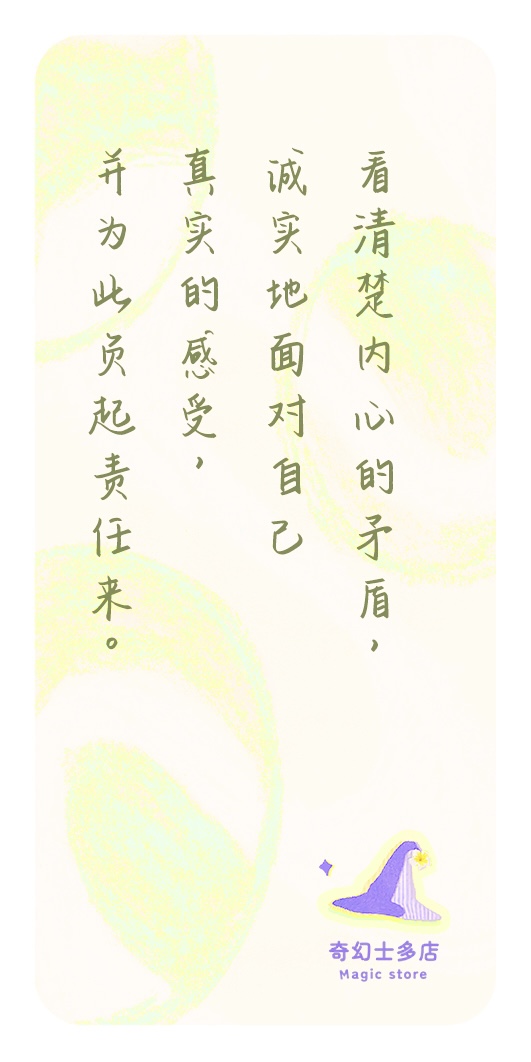 看清楚内心的矛盾，
诚实地面对自己
真实的感受，
并为此负起责任来。
奇幻士多店
Magic store